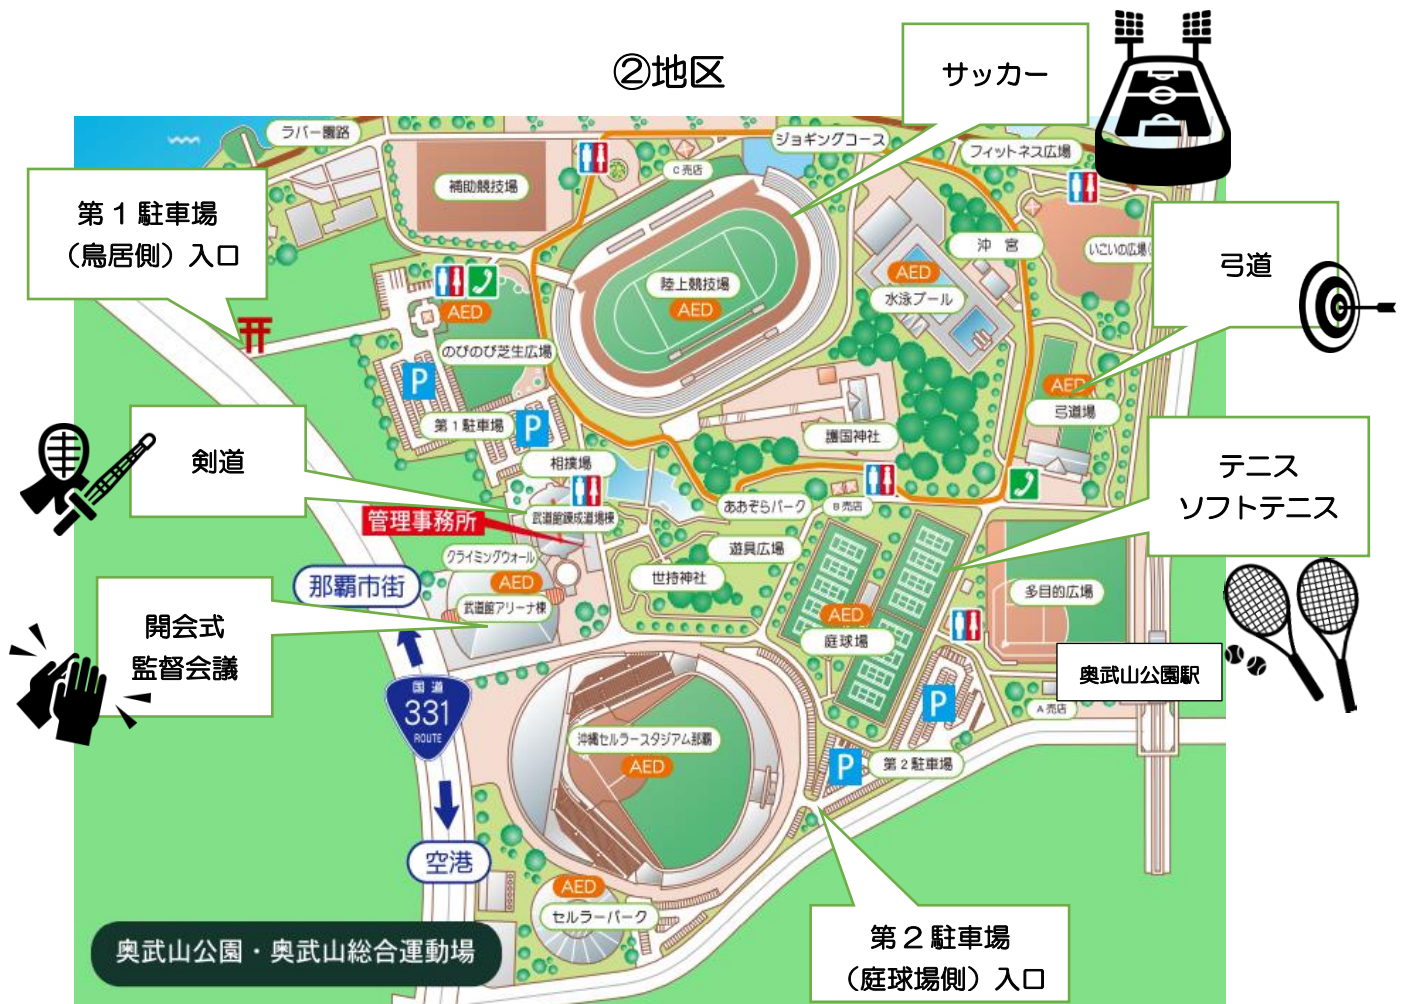 ②地区
サッカー
ラバー園路
ジョギングコース
フィットネス広場
C売店
補助競技場
第1駐車場
（鳥居側）入口
沖宮
いこいの広場
弓道
陸上競技場
AED
AED
水泳プール
AED
のびのび芝生広場
P
AED
弓道場
第1駐車場
P
護国神社
剣道
相撲場
テニス
ソフトテニス
武道館錬成道場棟
管理事務所
あおぞらパーク
B売店
クライミングウォール
遊具広場
AED
世持神社
武道館アリーナ棟
那覇市街
多目的広場
AED
庭球場
開会式
監督会議
奥武山公園駅
国道
331
ROUTE
P
A売店
沖縄セルラースタジアム那覇
AED
P
第2駐車場
空港
AED
セルラーパーク
第2駐車場
（庭球場側）入口
奥武山公園・奥武山総合運動場